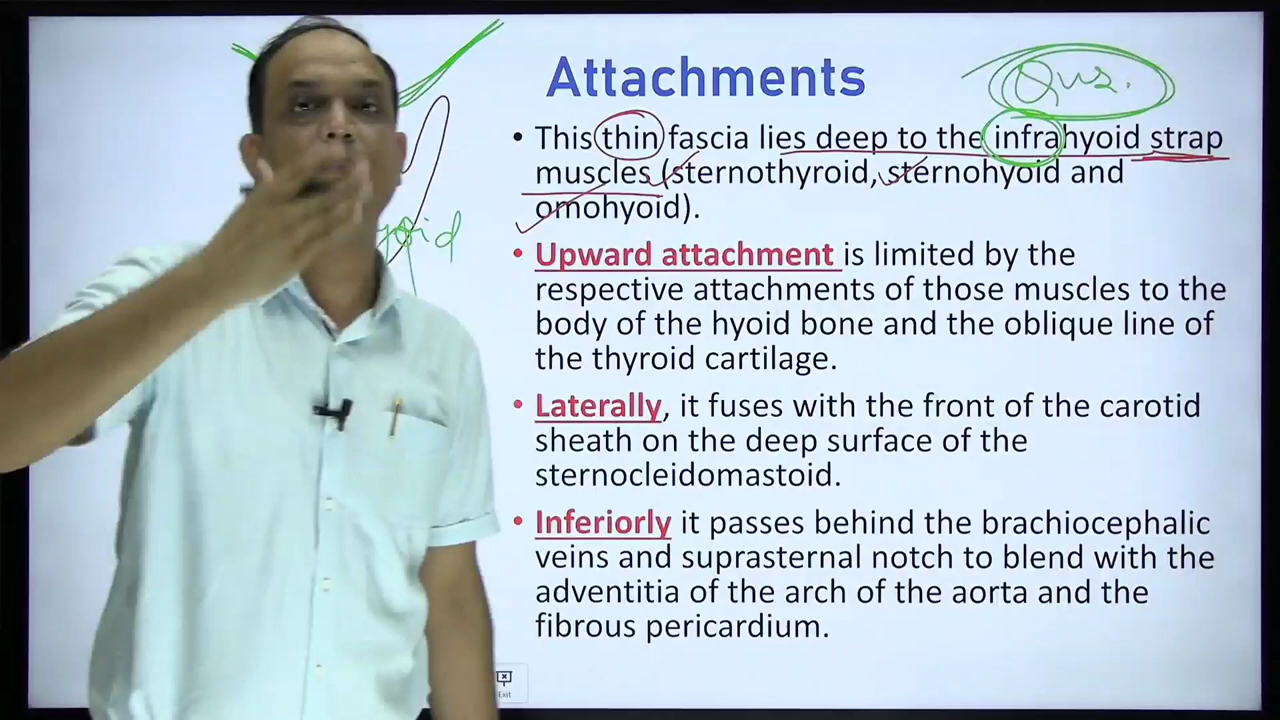 Attachments
Qus.
• This thin fascia lies deep to the infrahyoid strap
muscles (sternothyroid, sternohyoid and
omohyoid).
• Upward attachment is limited by the
respective attachments of those muscles to the
body of the hyoid bone and the oblique line of
the thyroid cartilage.
• Laterally, it fuses with the front of the carotid
sheath on the deep surface of the
sternocleidomastoid.
• Inferiorly it passes behind the brachiocephalic
veins and suprasternal notch to blend with the
adventitia of the arch of the aorta and the
fibrous pericardium.
Exit